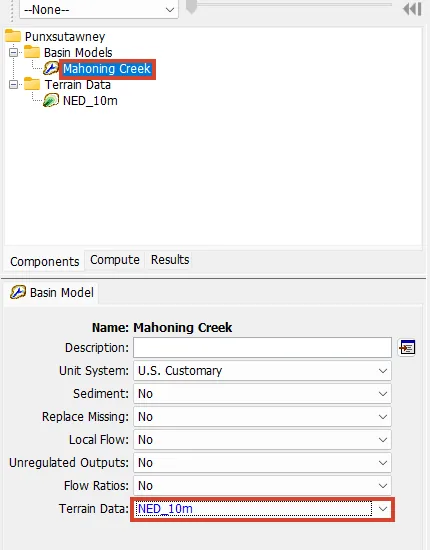 --None--
Punxsutawney
Basin Models
Mahoning Creek
Terrain Data
NED_10m
Components Compute Results
Basin Model
Name: Mahoning Creek
Description:
Unit System: U.S. Customary
Sediment: No
Replace Missing: No
Local Flow: No
Unregulated Outputs: No
Flow Ratios: No
Terrain Data: NED_10m